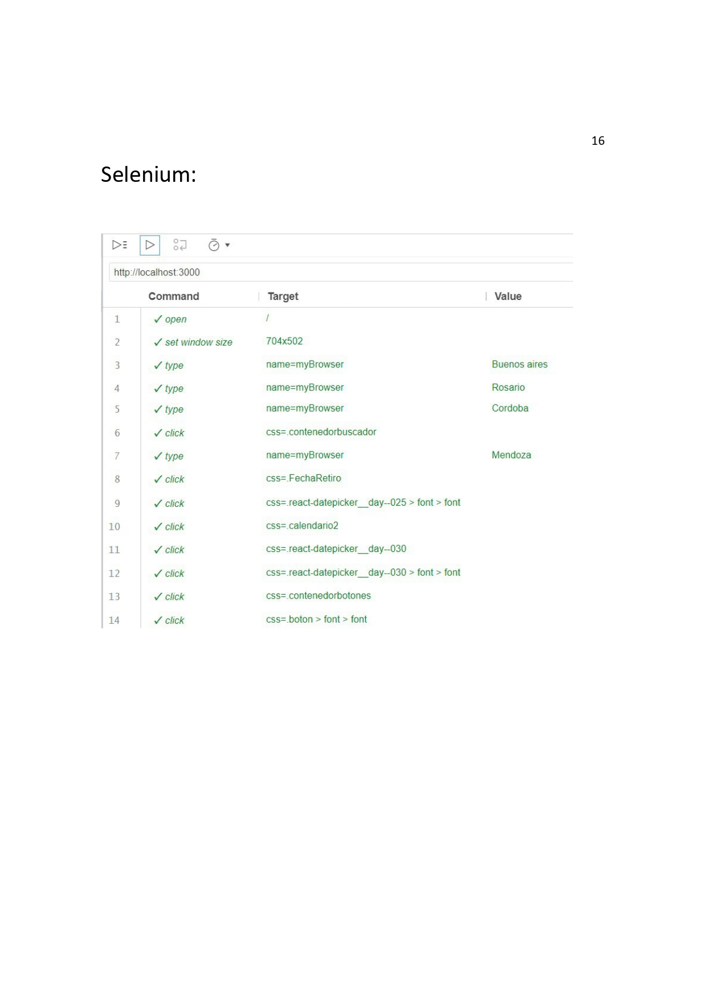 16
Selenium:
http://localhost:3000
Command Target Value
1 ✓ open /
2 ✓ set window size 704x502
3 ✓ type name=myBrowser Buenos aires
4 ✓ type name=myBrowser Rosario
5 ✓ type name=myBrowser Cordoba
6 ✓ click css=.contenedorbuscador
7 ✓ type name=myBrowser Mendoza
8 ✓ click css=.FechaRetiro
9 ✓ click css=.react-datepicker__day--025 > font > font
10 ✓ click css=.calendario2
11 ✓ click css=.react-datepicker__day--030
12 ✓ click css=.react-datepicker__day--030 > font > font
13 ✓ click css=.contenedorbotones
14 ✓ click css=.boton > font > font